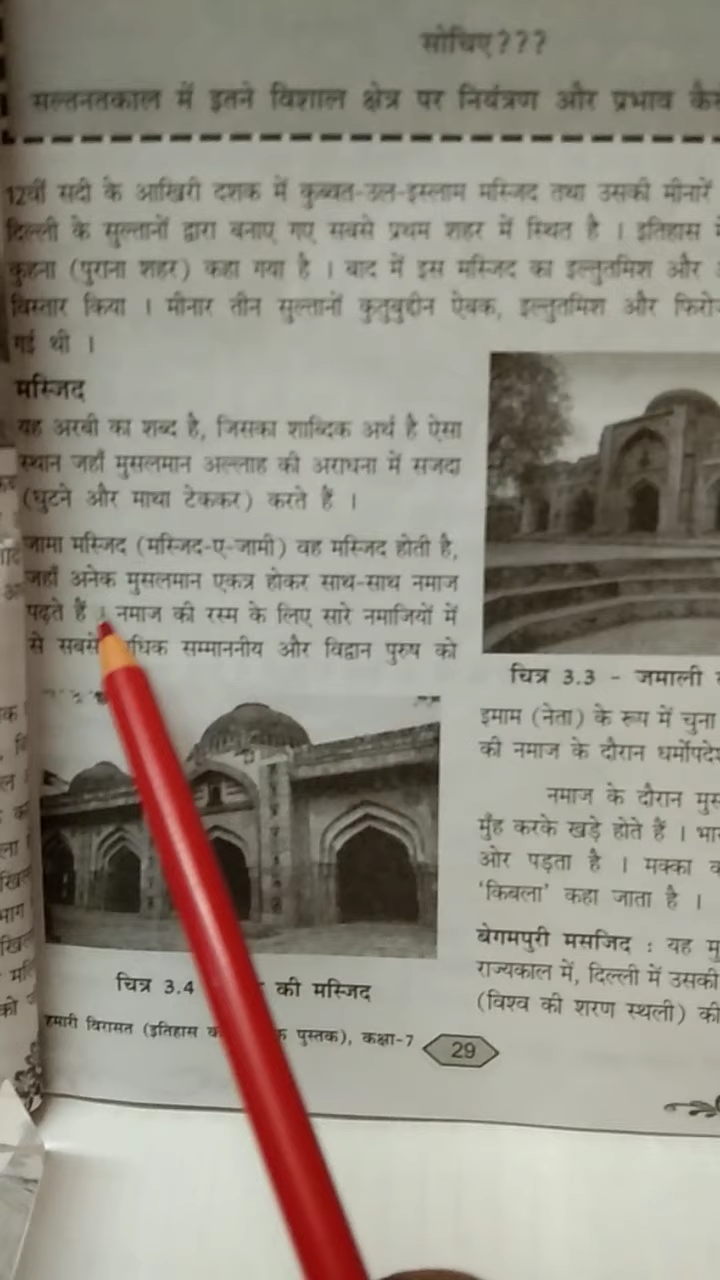 सोचिए???
सल्तनतकाल में इतने विशाल क्षेत्र पर नियंत्रण और प्रभाव
12वीं सदी के आखिरी दशक में कुव्वत-उल-इस्लाम मस्जिद तथा उसकी मीनारें
दिल्ली के सुल्तानों द्वारा बनाए गए सबसे प्रथम शहर में स्थित है । इतिहास
कुहना (पुराना शहर) कहा गया है । बाद में इस मस्जिद का इल्तुतमिश और
विस्तार किया । मीनार तीन सुल्तानों कुतुबुद्दीन ऐबक, इल्तुतमिश और
गई थी ।
मस्जिद
यह अरबी का शब्द है, जिसका शाब्दिक अर्थ है ऐसा
स्थान जहाँ मुसलमान अल्लाह की अराधना में सजदा
(घुटने और माथा टेककर) करते हैं ।
जामा मस्जिद (मस्जिद-ए-जामी) वह मस्जिद होती है,
जहाँ अनेक मुसलमान एकत्र होकर साथ-साथ नमाज
पढ़ते हैं । नमाज की रस्म के लिए सारे नमाजियों में
से सबसे सम्माननीय और विद्वान पुरुष को
चित्र 3.3 - जमाली
इमाम (नेता) के रूप में चुना
की नमाज के दौरान
नमाज के दौरान
मुँह करके खड़े होते हैं ।
ओर पड़ता है । मक्का
'किबला' कहा जाता है ।
बेगमपुरी मसजिद : यह
राज्यकाल में, दिल्ली में उसकी
(विश्व की शरण स्थली) की
चित्र 3.4 की मस्जिद
हमारी विरासत (इतिहास पुस्तक), कक्षा-7
29